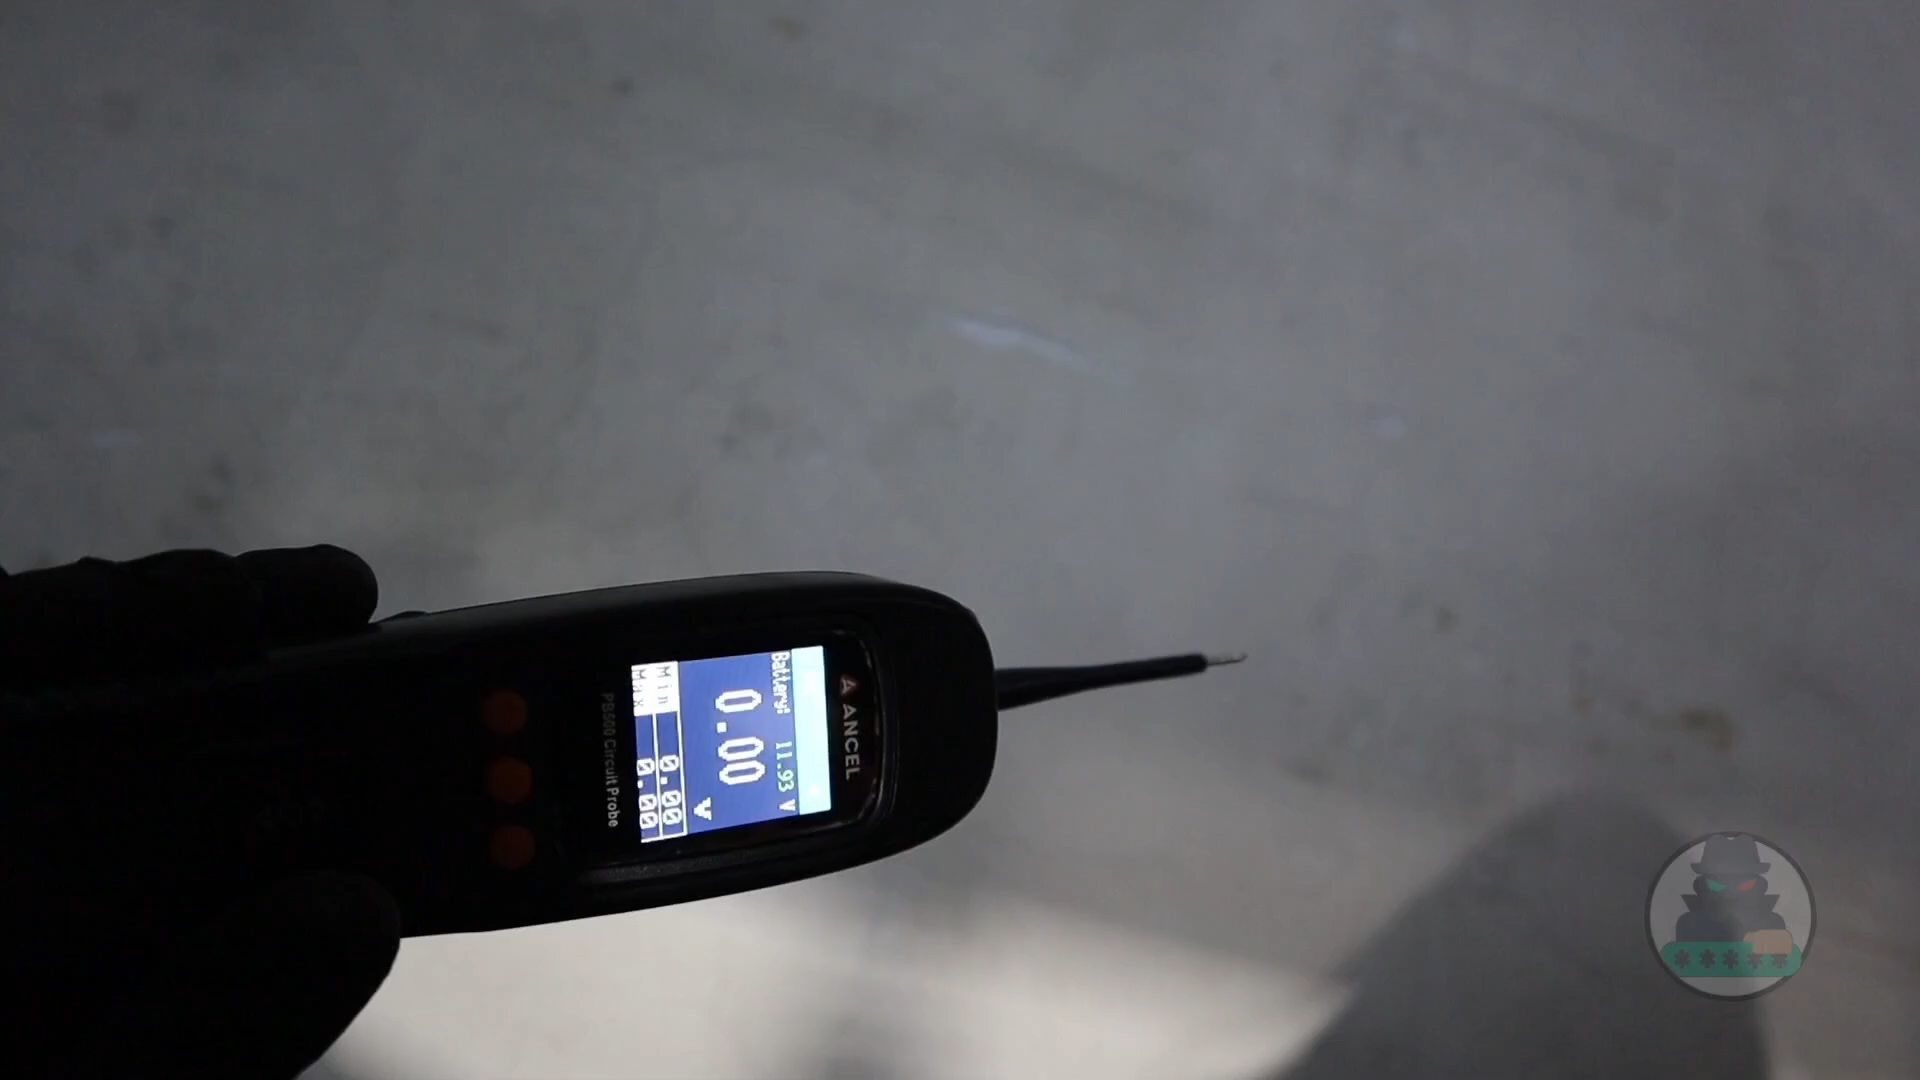 ANCEL
Battery: 11.93 V
0.00
V
Min 0.00
Max 0.00
PB500 Circuit Probe
*****